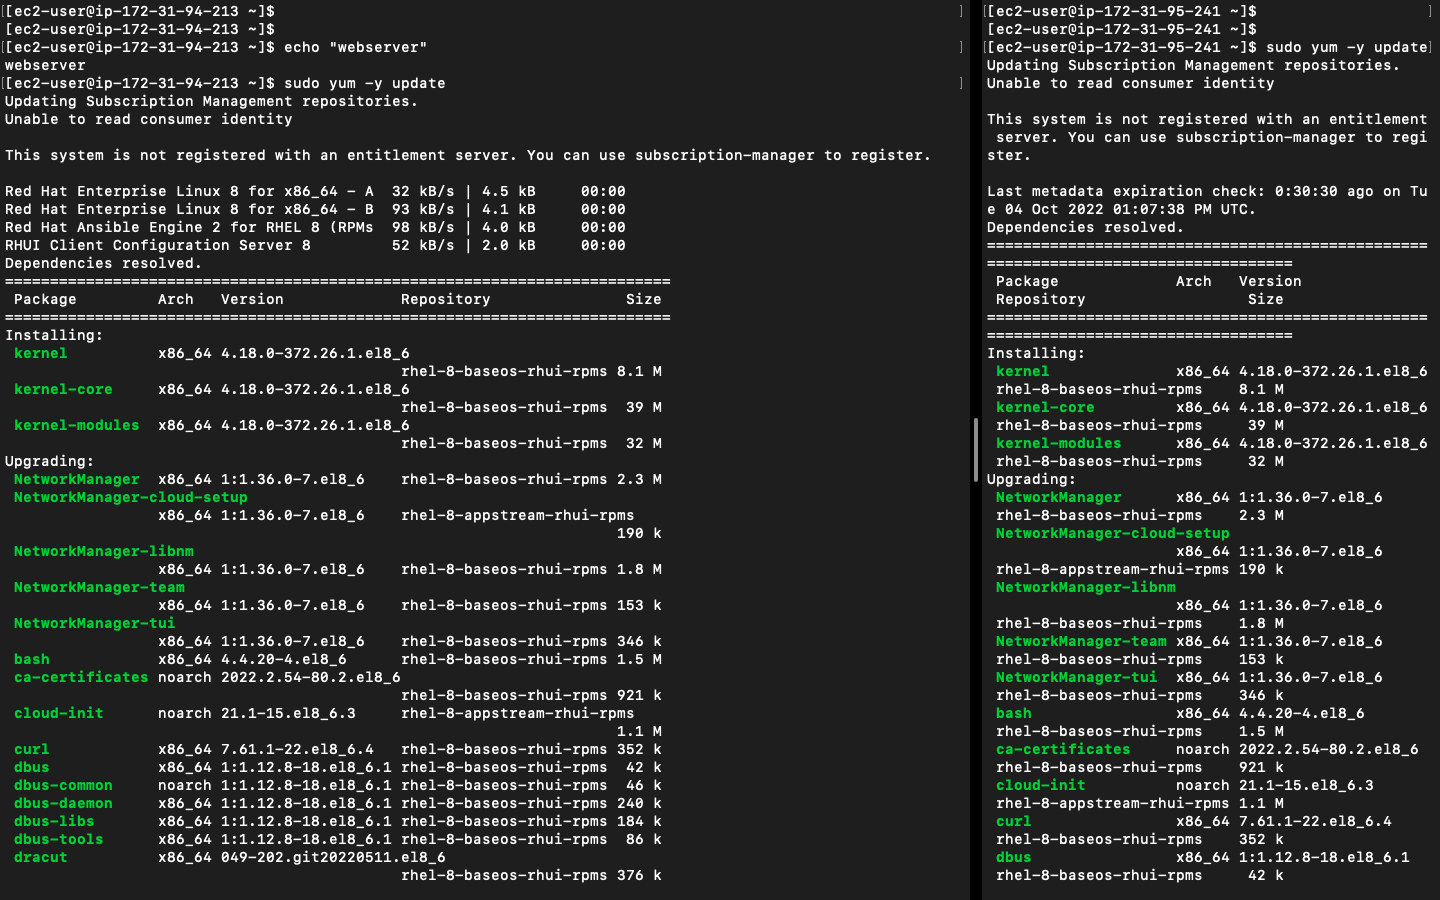 [[ec2-user@ip-172-31-94-213 ~]$ ]
[ec2-user@ip-172-31-94-213 ~]$
[[ec2-user@ip-172-31-94-213 ~]$ echo "webserver" ]
webserver
[[ec2-user@ip-172-31-94-213 ~]$ sudo yum -y update ]
Updating Subscription Management repositories.
Unable to read consumer identity
This system is not registered with an entitlement server. You can use subscription-manager to register.
Red Hat Enterprise Linux 8 for x86_64 - A  32 kB/s | 4.5 kB     00:00
Red Hat Enterprise Linux 8 for x86_64 - B  93 kB/s | 4.1 kB     00:00
Red Hat Ansible Engine 2 for RHEL 8 (RPMs  98 kB/s | 4.0 kB     00:00
RHUI Client Configuration Server 8         52 kB/s | 2.0 kB     00:00
Dependencies resolved.
==========================================================================
Package         Arch   Version             Repository               Size
==========================================================================
Installing:
kernel          x86_64 4.18.0-372.26.1.el8_6
rhel-8-baseos-rhui-rpms 8.1 M
kernel-core     x86_64 4.18.0-372.26.1.el8_6
rhel-8-baseos-rhui-rpms  39 M
kernel-modules  x86_64 4.18.0-372.26.1.el8_6
rhel-8-baseos-rhui-rpms  32 M
Upgrading:
NetworkManager  x86_64 1:1.36.0-7.el8_6    rhel-8-baseos-rhui-rpms 2.3 M
NetworkManager-cloud-setup
x86_64 1:1.36.0-7.el8_6    rhel-8-appstream-rhui-rpms
190 k
NetworkManager-libnm
x86_64 1:1.36.0-7.el8_6    rhel-8-baseos-rhui-rpms 1.8 M
NetworkManager-team
x86_64 1:1.36.0-7.el8_6    rhel-8-baseos-rhui-rpms 153 k
NetworkManager-tui
x86_64 1:1.36.0-7.el8_6    rhel-8-baseos-rhui-rpms 346 k
bash            x86_64 4.4.20-4.el8_6      rhel-8-baseos-rhui-rpms 1.5 M
ca-certificates noarch 2022.2.54-80.2.el8_6
rhel-8-baseos-rhui-rpms 921 k
cloud-init      noarch 21.1-15.el8_6.3     rhel-8-appstream-rhui-rpms
1.1 M
curl            x86_64 7.61.1-22.el8_6.4   rhel-8-baseos-rhui-rpms 352 k
dbus            x86_64 1:1.12.8-18.el8_6.1 rhel-8-baseos-rhui-rpms  42 k
dbus-common     noarch 1:1.12.8-18.el8_6.1 rhel-8-baseos-rhui-rpms  46 k
dbus-daemon     x86_64 1:1.12.8-18.el8_6.1 rhel-8-baseos-rhui-rpms 240 k
dbus-libs       x86_64 1:1.12.8-18.el8_6.1 rhel-8-baseos-rhui-rpms 184 k
dbus-tools      x86_64 1:1.12.8-18.el8_6.1 rhel-8-baseos-rhui-rpms  86 k
dracut          x86_64 049-202.git20220511.el8_6
rhel-8-baseos-rhui-rpms 376 k
[[ec2-user@ip-172-31-95-241 ~]$ ]
[ec2-user@ip-172-31-95-241 ~]$
[[ec2-user@ip-172-31-95-241 ~]$ sudo yum -y update]
Updating Subscription Management repositories.
Unable to read consumer identity
This system is not registered with an entitlement
server. You can use subscription-manager to regi
ster.
Last metadata expiration check: 0:30:30 ago on Tu
e 04 Oct 2022 01:07:38 PM UTC.
Dependencies resolved.
=================================================
==================================
Package             Arch   Version
Repository                  Size
=================================================
==================================
Installing:
kernel              x86_64 4.18.0-372.26.1.el8_6
rhel-8-baseos-rhui-rpms    8.1 M
kernel-core         x86_64 4.18.0-372.26.1.el8_6
rhel-8-baseos-rhui-rpms     39 M
kernel-modules      x86_64 4.18.0-372.26.1.el8_6
rhel-8-baseos-rhui-rpms     32 M
Upgrading:
NetworkManager      x86_64 1:1.36.0-7.el8_6
rhel-8-baseos-rhui-rpms    2.3 M
NetworkManager-cloud-setup
x86_64 1:1.36.0-7.el8_6
rhel-8-appstream-rhui-rpms 190 k
NetworkManager-libnm
x86_64 1:1.36.0-7.el8_6
rhel-8-baseos-rhui-rpms    1.8 M
NetworkManager-team x86_64 1:1.36.0-7.el8_6
rhel-8-baseos-rhui-rpms    153 k
NetworkManager-tui  x86_64 1:1.36.0-7.el8_6
rhel-8-baseos-rhui-rpms    346 k
bash                x86_64 4.4.20-4.el8_6
rhel-8-baseos-rhui-rpms    1.5 M
ca-certificates     noarch 2022.2.54-80.2.el8_6
rhel-8-baseos-rhui-rpms    921 k
cloud-init          noarch 21.1-15.el8_6.3
rhel-8-appstream-rhui-rpms 1.1 M
curl                x86_64 7.61.1-22.el8_6.4
rhel-8-baseos-rhui-rpms    352 k
dbus                x86_64 1:1.12.8-18.el8_6.1
rhel-8-baseos-rhui-rpms     42 k